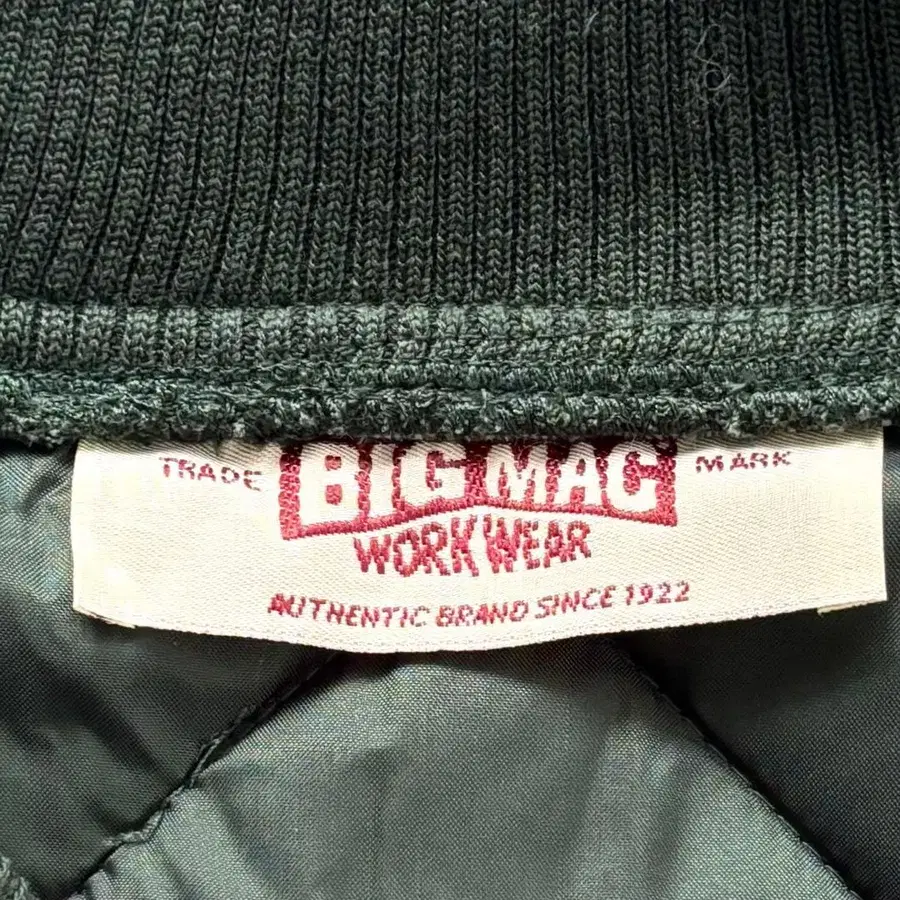 TRADE BIG MAC MARK
WORK WEAR
AUTHENTIC BRAND SINCE 1922